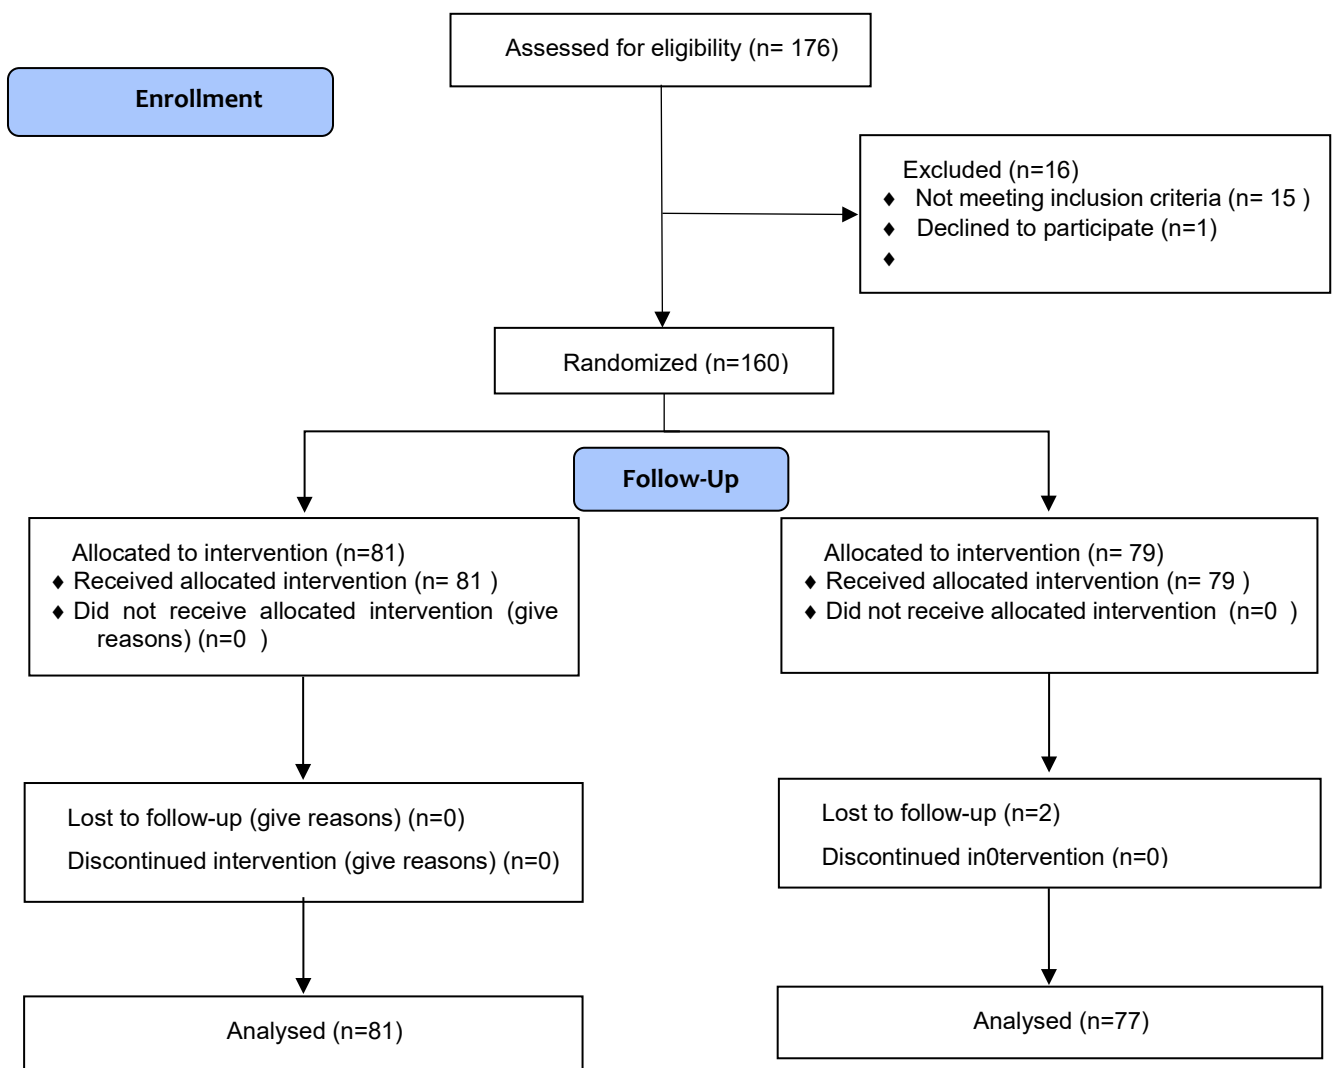 Assessed for eligibility (n= 176)
Enrollment
Excluded (n=16)
♦ Not meeting inclusion criteria (n= 15 )
♦ Declined to participate (n=1)
♦
Randomized (n=160)
Follow-Up
Allocated to intervention (n=81)
♦ Received allocated intervention (n= 81 )
♦ Did not receive allocated intervention (give
reasons) (n=0 )
Allocated to intervention (n= 79)
♦ Received allocated intervention (n= 79 )
♦ Did not receive allocated intervention (n=0 )
Lost to follow-up (give reasons) (n=0)
Discontinued intervention (give reasons) (n=0)
Lost to follow-up (n=2)
Discontinued in0tervention (n=0)
Analysed (n=81)
Analysed (n=77)